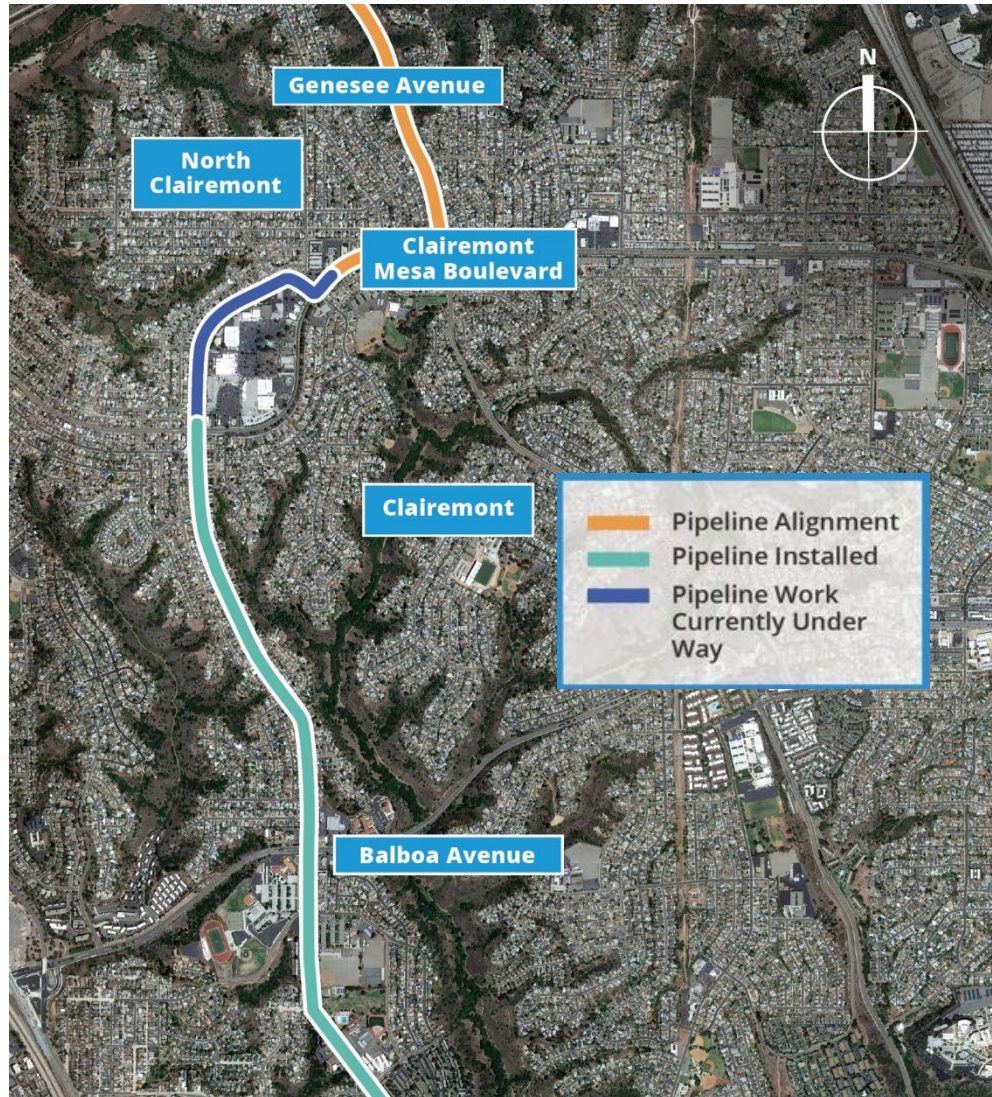 Genesee Avenue
N
North
Clairemont
Clairemont
Mesa Boulevard
Clairemont
Pipeline Alignment
Pipeline Installed
Pipeline Work
Currently Under
Way
Balboa Avenue